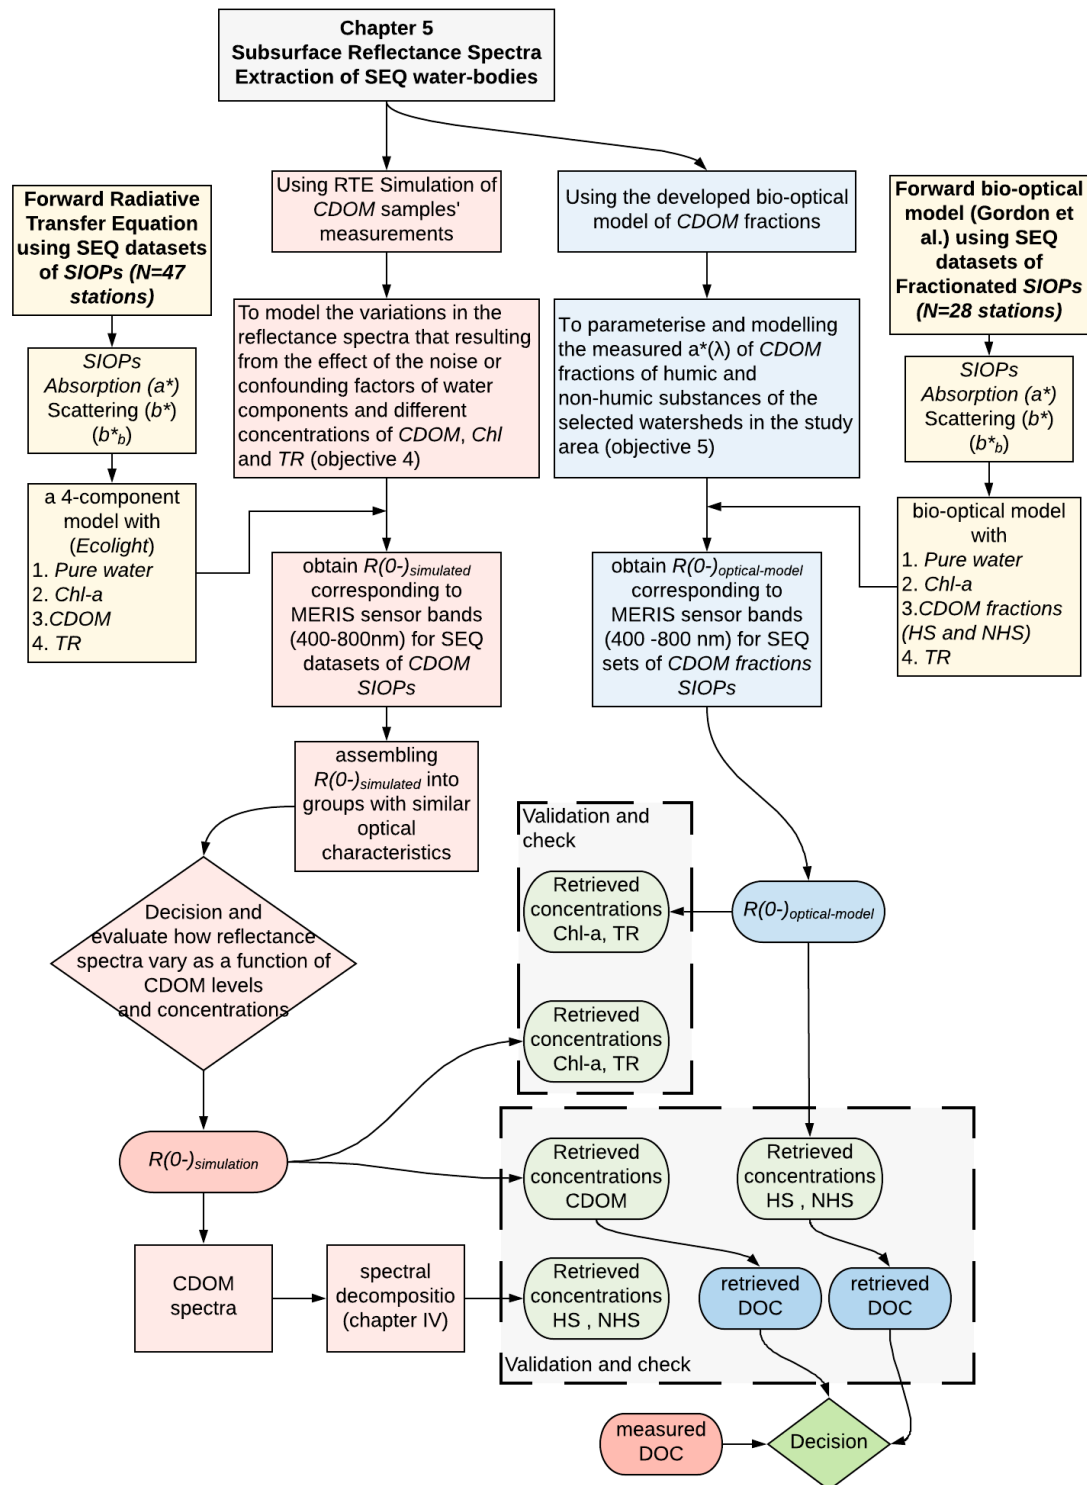 Chapter 5
Subsurface Reflectance Spectra
Extraction of SEQ water-bodies
Forward Radiative
Transfer Equation
using SEQ datasets
of SIOPs (N=47
stations)
Using RTE Simulation of
CDOM samples'
measurements
Using the developed bio-optical
model of CDOM fractions
Forward bio-optical
model (Gordon et
al.) using SEQ
datasets of
Fractionated SIOPs
(N=28 stations)
SIOPs
Absorption (a*)
Scattering (b*)
(b*b)
To model the variations in the
reflectance spectra that resulting
from the effect of the noise or
confounding factors of water
components and different
concentrations of CDOM, Chl
and TR (objective 4)
To parameterise and modelling
the measured a*(λ) of CDOM
fractions of humic and
non-humic substances of the
selected watersheds in the study
area (objective 5)
SIOPs
Absorption (a*)
Scattering (b*)
(b*b)
a 4-component
model with
(Ecolight)
1. Pure water
2. Chl-a
3.CDOM
4. TR
obtain R(0-)simulated
corresponding to
MERIS sensor bands
(400-800nm) for SEQ
datasets of CDOM
SIOPs
obtain R(0-)optical-model
corresponding to
MERIS sensor bands
(400 -800 nm) for SEQ
sets of CDOM fractions
SIOPs
bio-optical model
with
1. Pure water
2. Chl-a
3.CDOM fractions
(HS and NHS)
4. TR
assembling
R(0-)simulated into
groups with similar
optical
characteristics
Validation and
check
Retrieved
concentrations
Chl-a, TR
R(0-)optical-model
Decision and
evaluate how reflectance
spectra vary as a function of
CDOM levels
and concentrations
Retrieved
concentrations
Chl-a, TR
R(0-)simulation
Retrieved
concentrations
CDOM
Retrieved
concentrations
HS , NHS
CDOM
spectra
spectral
decompositio
(chapter IV)
Retrieved
concentrations
HS , NHS
retrieved
DOC
retrieved
DOC
Validation and check
measured
DOC
Decision